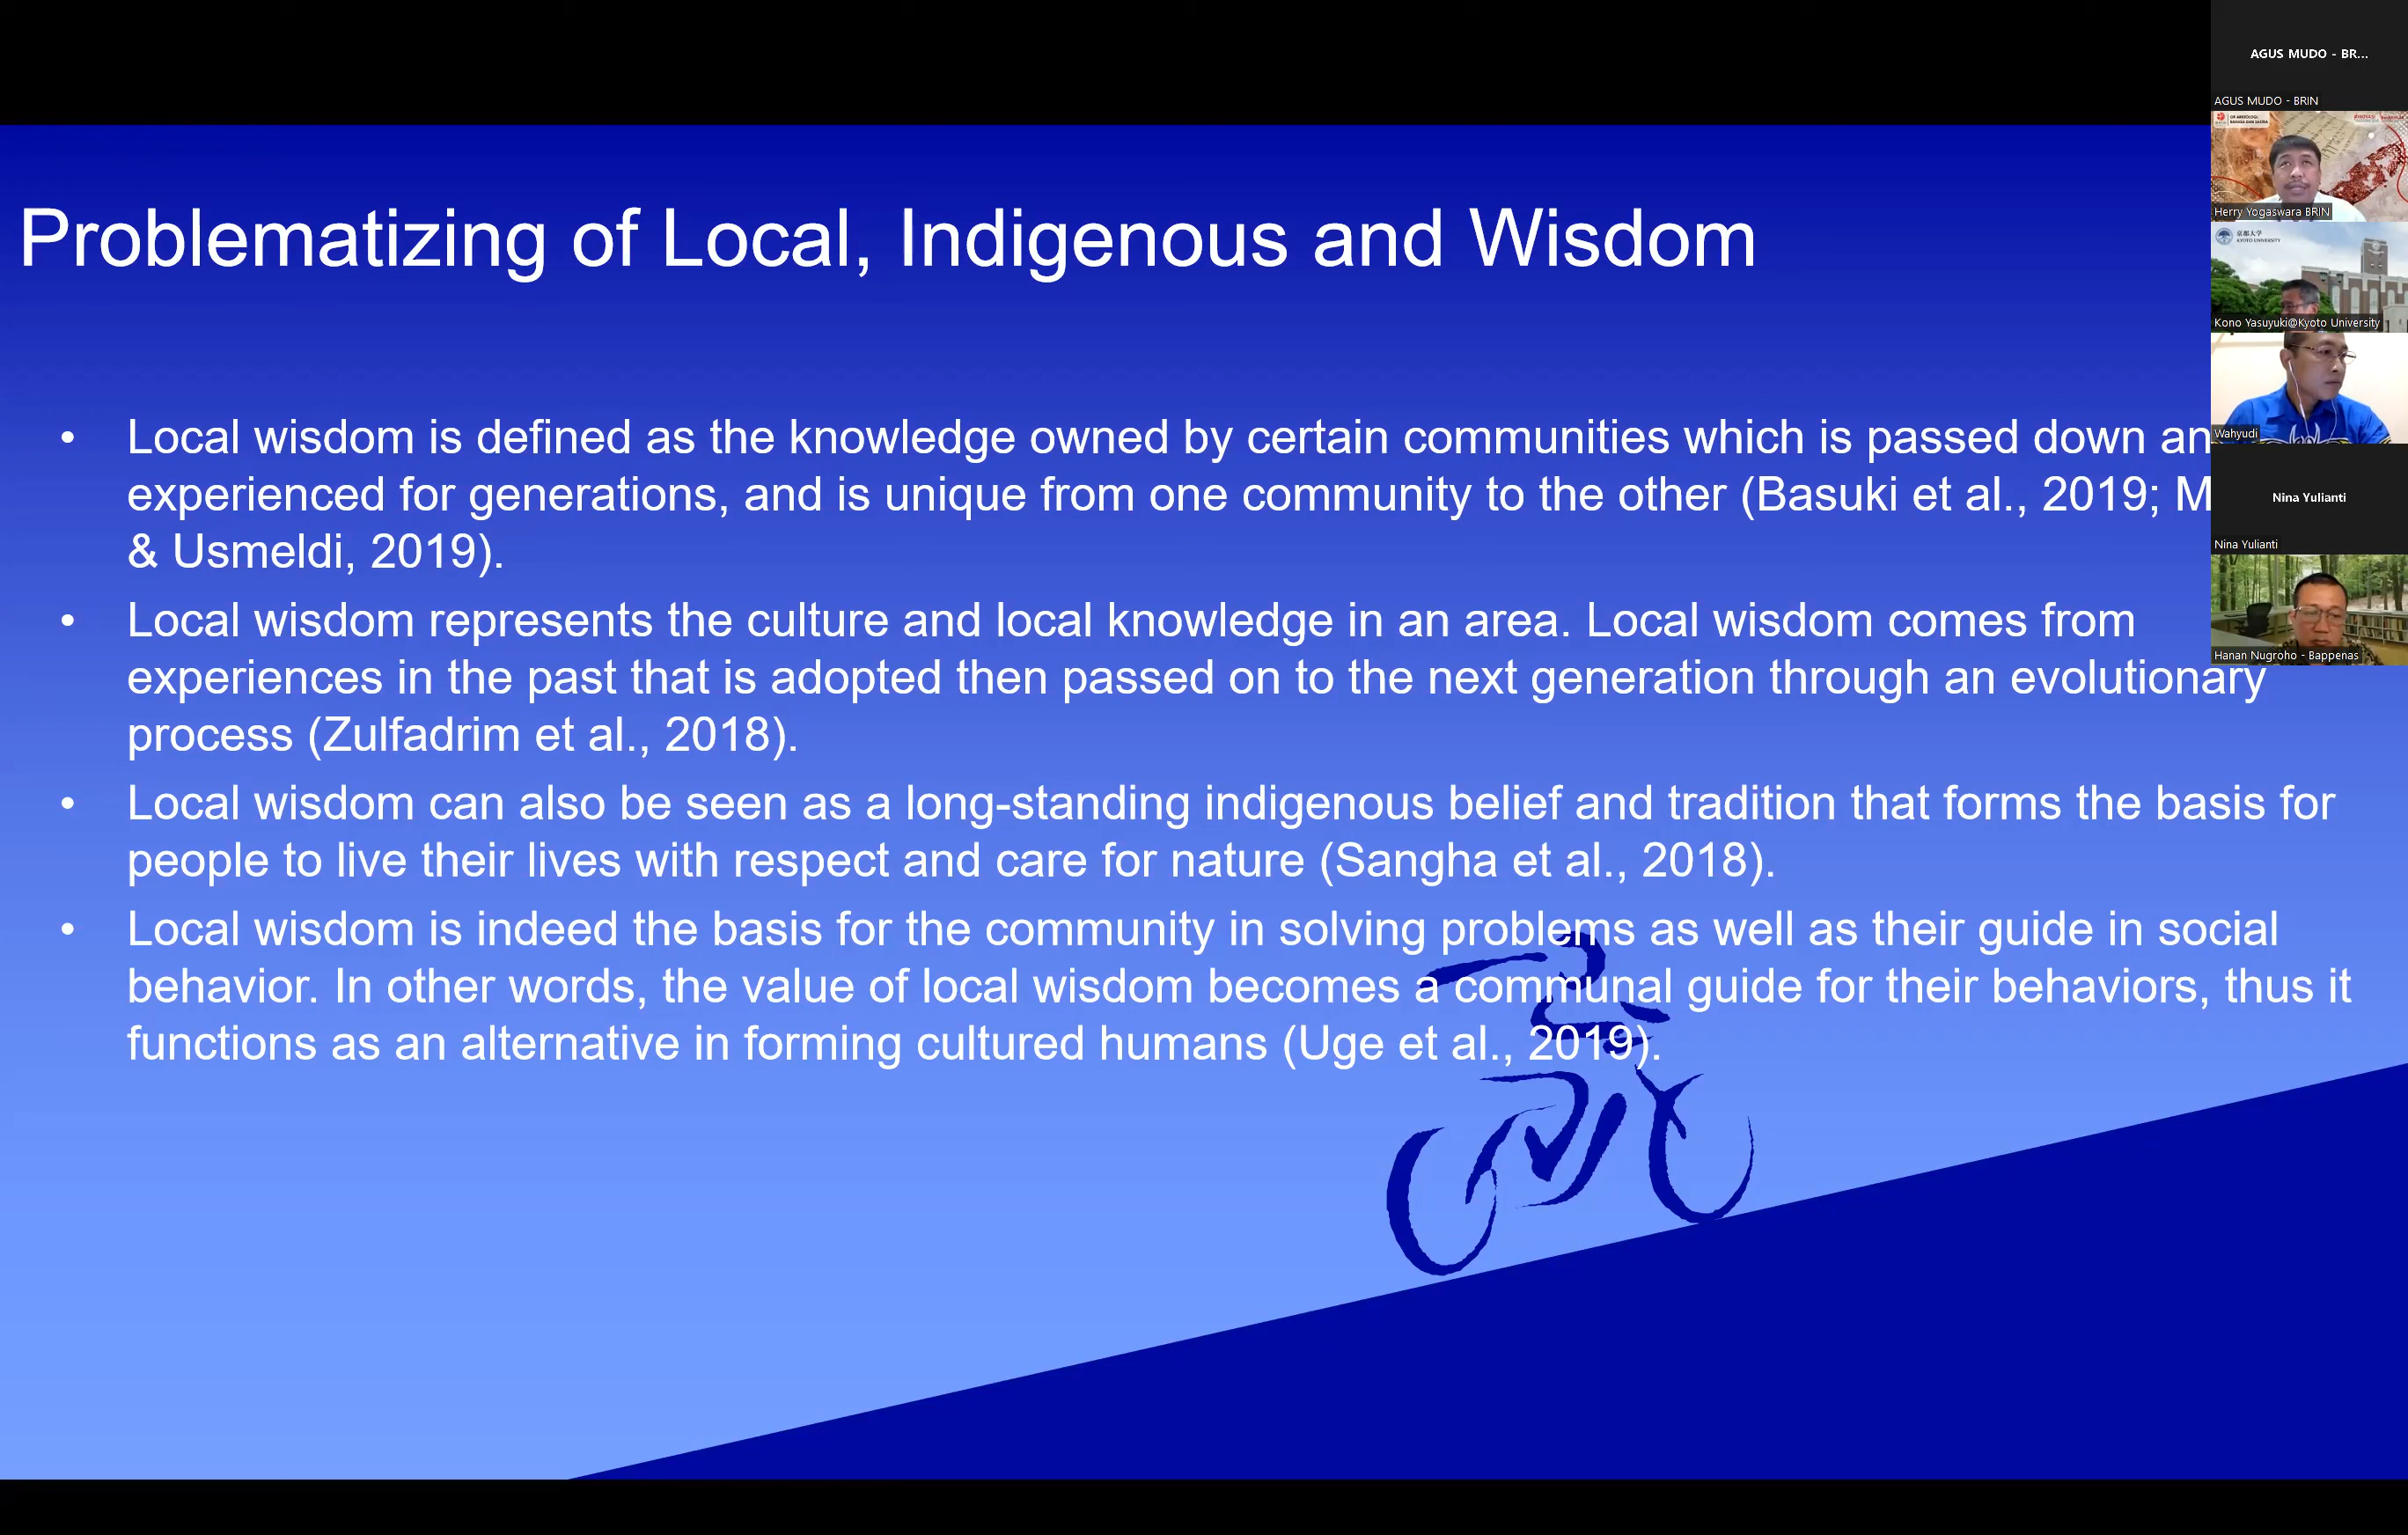 Problematizing of Local, Indigenous and Wisdom
• Local wisdom is defined as the knowledge owned by certain communities which is passed down an
experienced for generations, and is unique from one community to the other (Basuki et al., 2019; M
& Usmeldi, 2019).
• Local wisdom represents the culture and local knowledge in an area. Local wisdom comes from
experiences in the past that is adopted then passed on to the next generation through an evolutionary
process (Zulfadrim et al., 2018).
• Local wisdom can also be seen as a long-standing indigenous belief and tradition that forms the basis for
people to live their lives with respect and care for nature (Sangha et al., 2018).
• Local wisdom is indeed the basis for the community in solving problems as well as their guide in social
behavior. In other words, the value of local wisdom becomes a communal guide for their behaviors, thus it
functions as an alternative in forming cultured humans (Uge et al., 2019).
AGUS MUDO - BR...
AGUS MUDO - BRIN
Herry Yogaswara BRIN
京都大学
KYOTO UNIVERSITY
Kono Yasuyuki@Kyoto University
Wahyudi
Nina Yulianti
Nina Yulianti
Hanan Nugroho - Bappenas